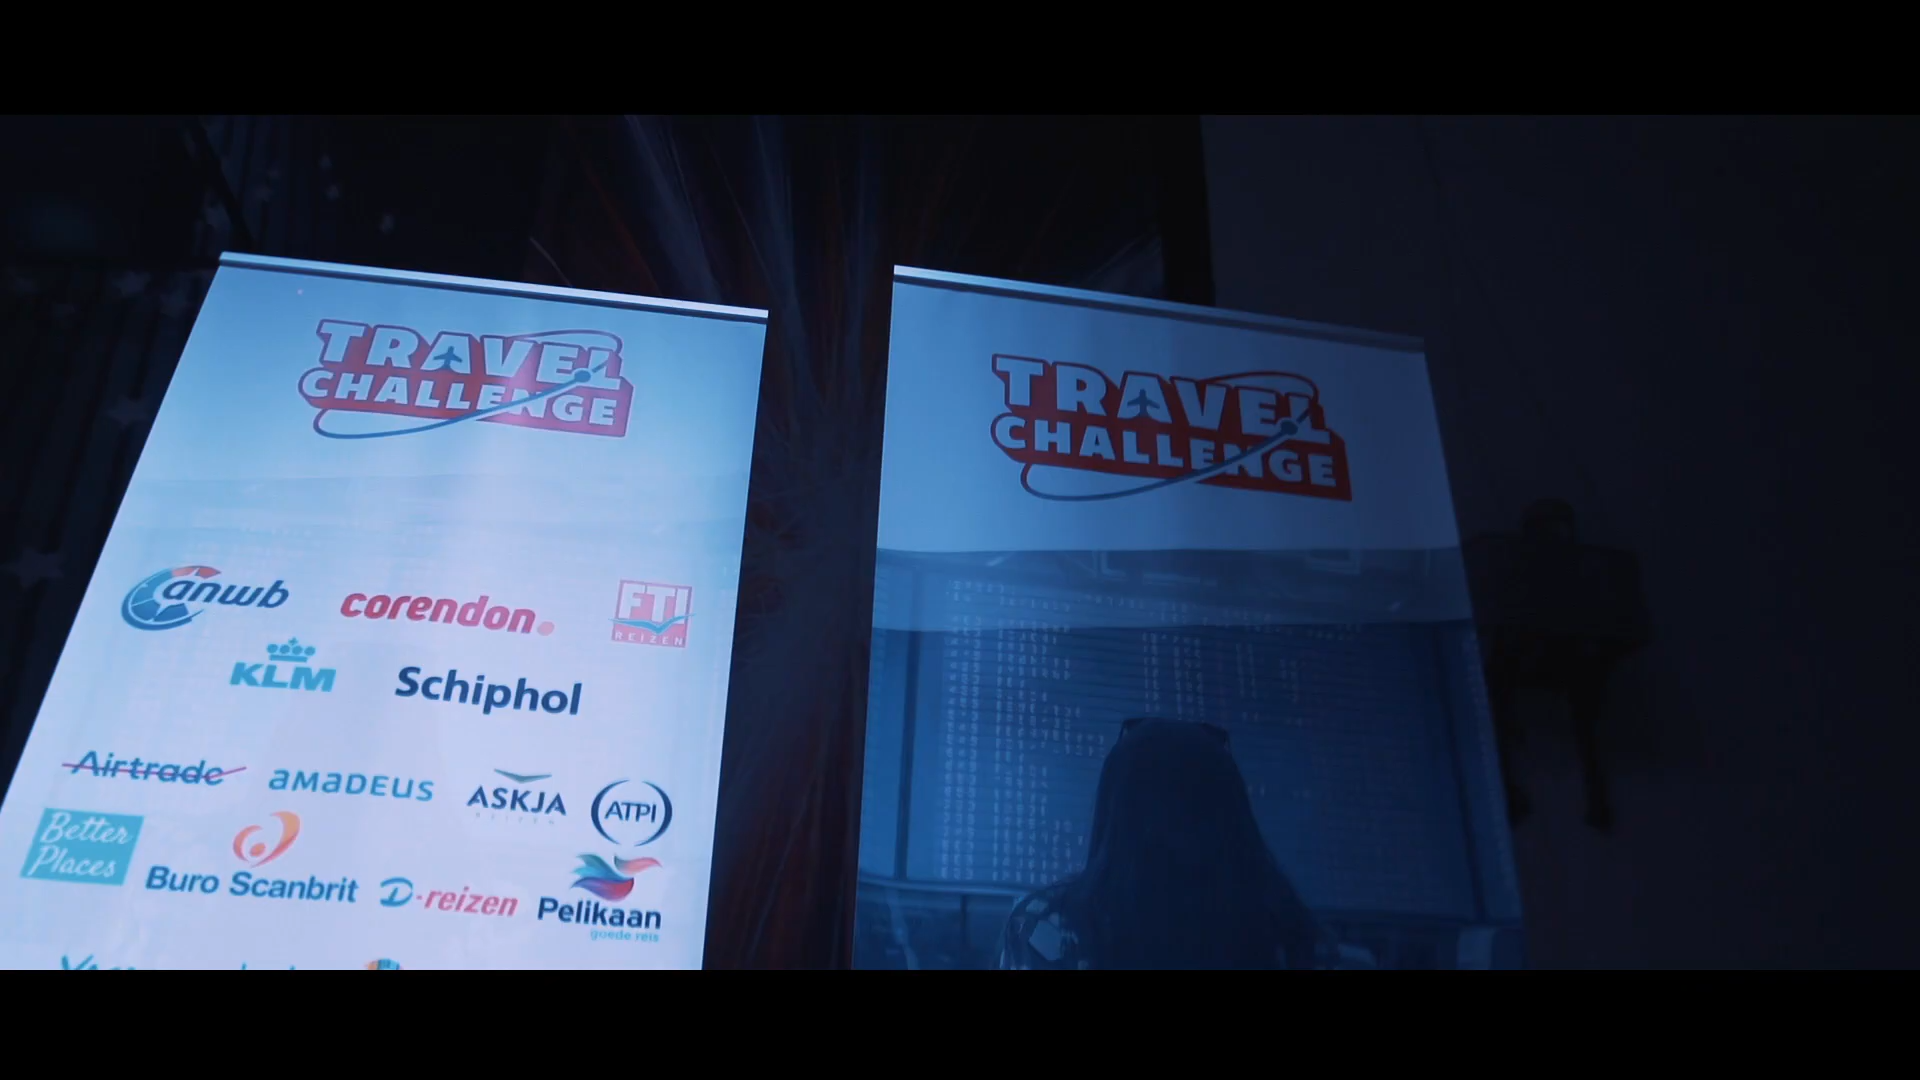 TRAVEL
CHALLENGE
anwb
corendon.
FTI
REIZEN
KLM
Schiphol
Airtrade
amadeus
ASKJA
REIZEN
ATPI
Better
Places
Buro Scanbrit
D-reizen
Pelikaan
goede reis
TRAVEL
CHALLENGE